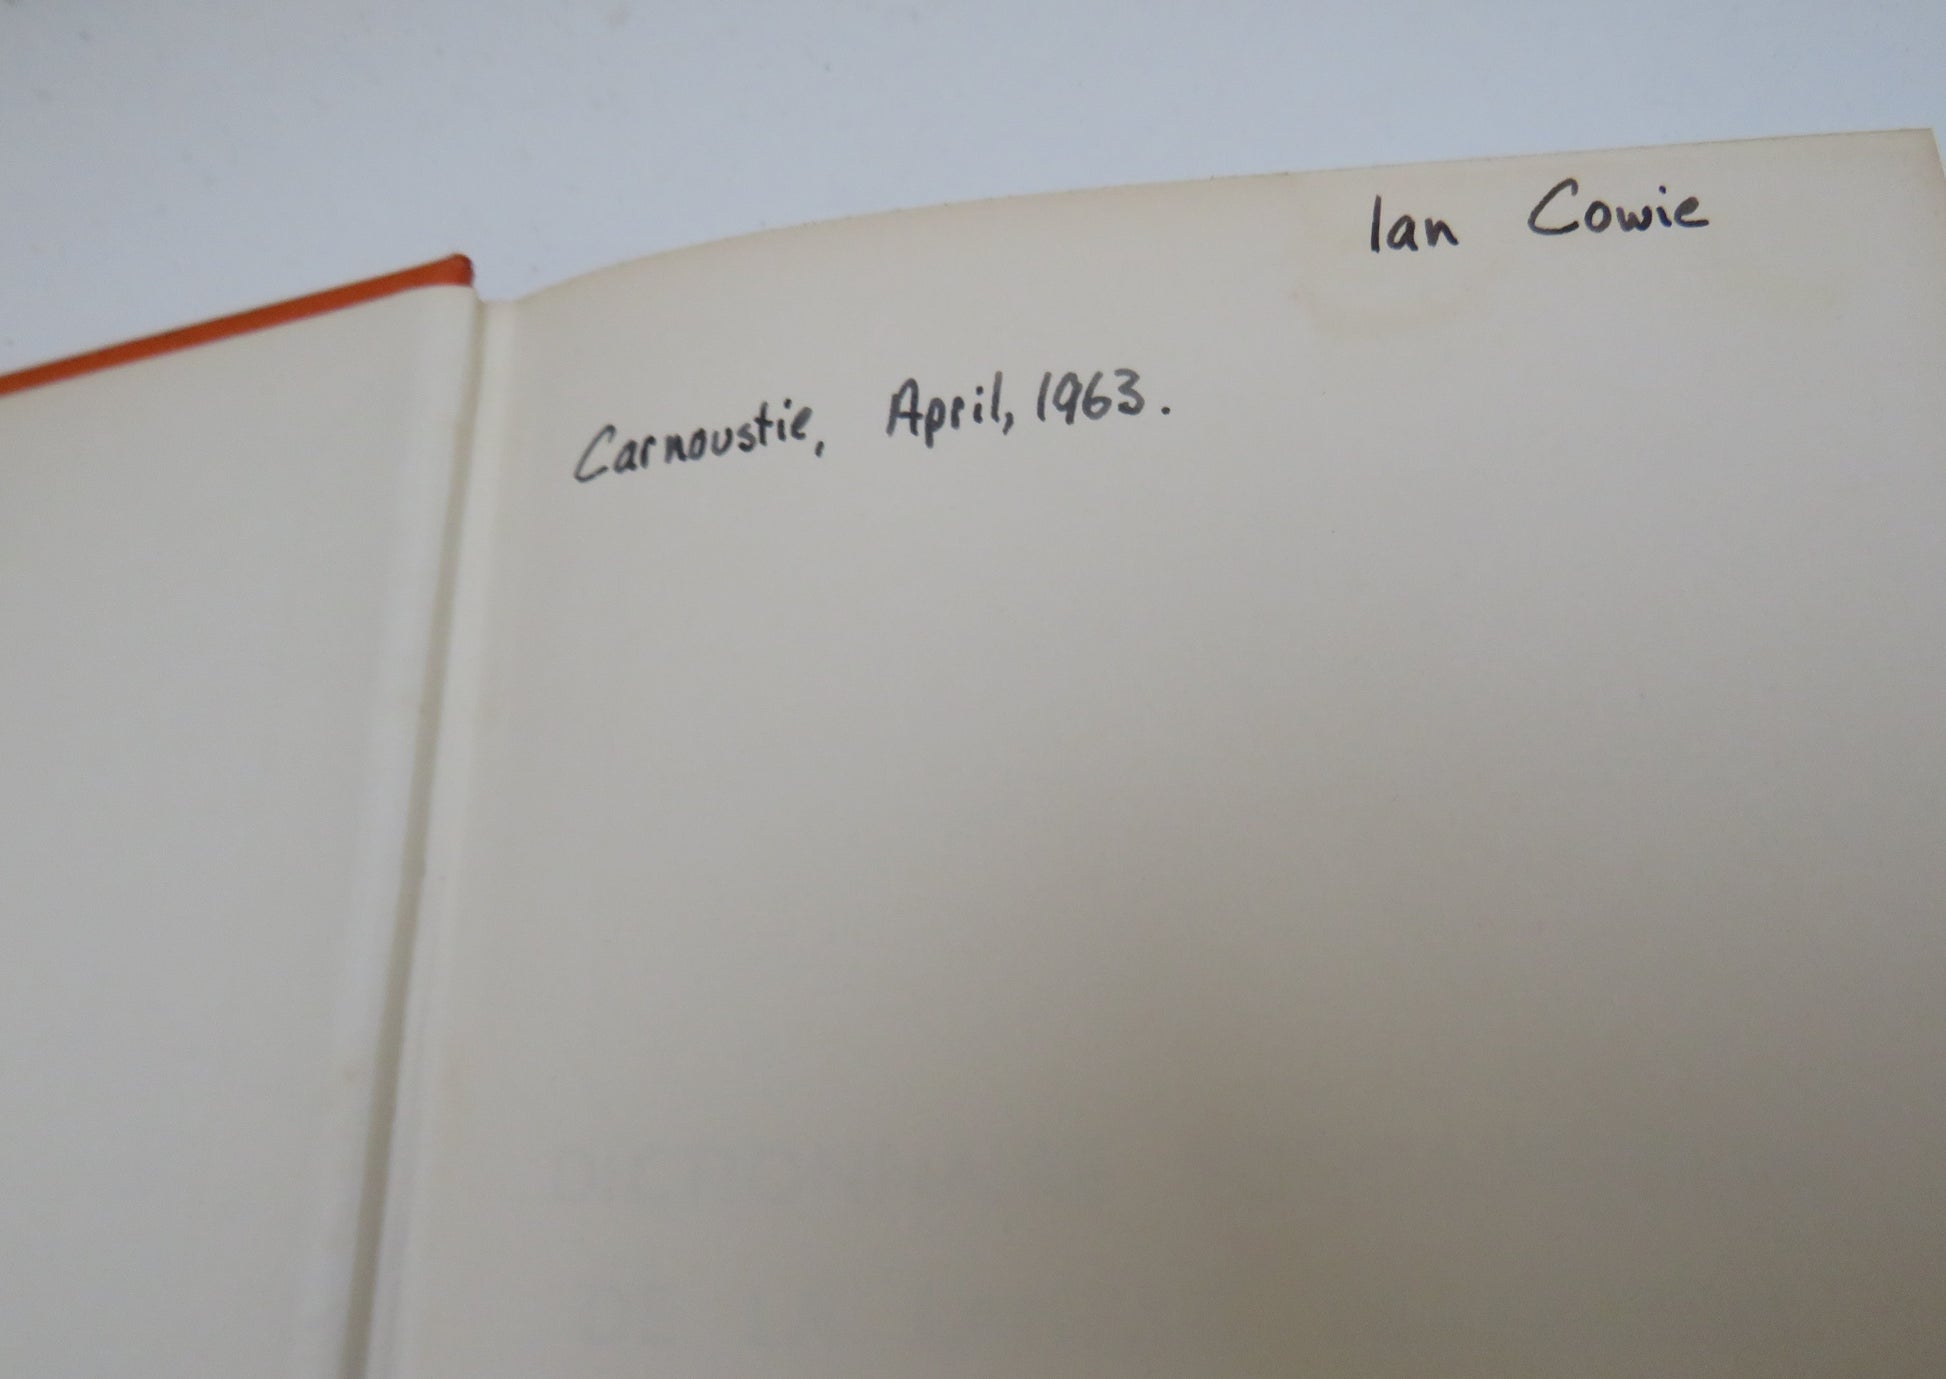 Ian Cowie
Carnoustie, April, 1963.